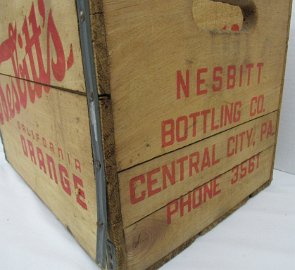 Nesbitt's
CALIFORNIA
ORANGE
NESBITT
BOTTLING CO.
CENTRAL CITY, PA.
PHONE 3561